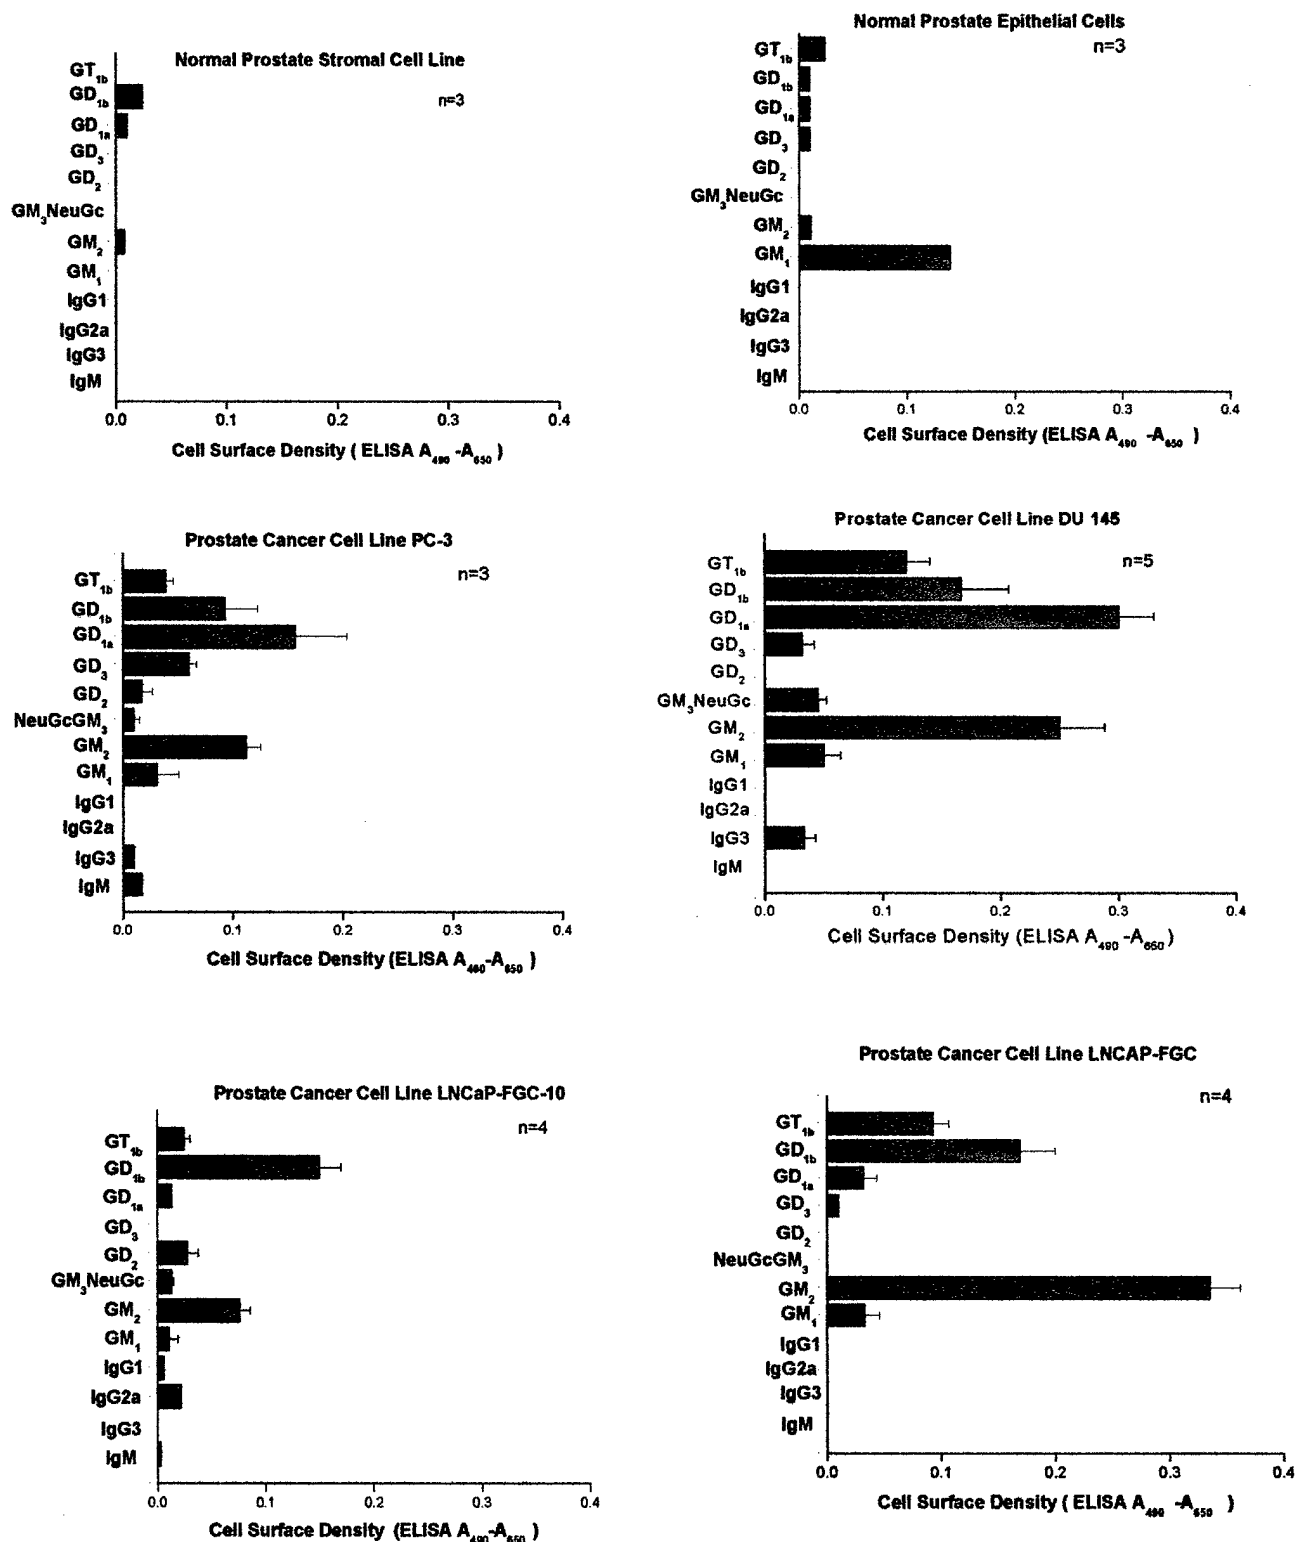 Normal Prostate Stromal Cell Line
n=3
GT1b
GD1b
GD1a
GD3
GD2
GM3NeuGc
GM2
GM1
IgG1
IgG2a
IgG3
IgM
0.0 0.1 0.2 0.3 0.4
Cell Surface Density ( ELISA A490 -A650 )
Normal Prostate Epithelial Cells
n=3
GT1b
GD1b
GD1a
GD3
GD2
GM3NeuGc
GM2
GM1
IgG1
IgG2a
IgG3
IgM
0.0 0.1 0.2 0.3 0.4
Cell Surface Density (ELISA A490 -A650 )
Prostate Cancer Cell Line PC-3
n=3
GT1b
GD1b
GD1a
GD3
GD2
NeuGcGM3
GM2
GM1
IgG1
IgG2a
IgG3
IgM
0.0 0.1 0.2 0.3 0.4
Cell Surface Density (ELISA A490-A650 )
Prostate Cancer Cell Line DU 145
n=5
GT1b
GD1b
GD1a
GD3
GD2
GM3NeuGc
GM2
GM1
IgG1
IgG2a
IgG3
IgM
0.0 0.1 0.2 0.3 0.4
Cell Surface Density (ELISA A490 -A650 )
Prostate Cancer Cell Line LNCaP-FGC-10
n=4
GT1b
GD1b
GD1a
GD3
GD2
GM3NeuGc
GM2
GM1
IgG1
IgG2a
IgG3
IgM
0.0 0.1 0.2 0.3 0.4
Cell Surface Density (ELISA A490-A650 )
Prostate Cancer Cell Line LNCAP-FGC
n=4
GT1b
GD1b
GD1a
GD3
GD2
NeuGcGM3
GM2
GM1
IgG1
IgG2a
IgG3
IgM
0.0 0.1 0.2 0.3 0.4
Cell Surface Density ( ELISA A490 -A650 )